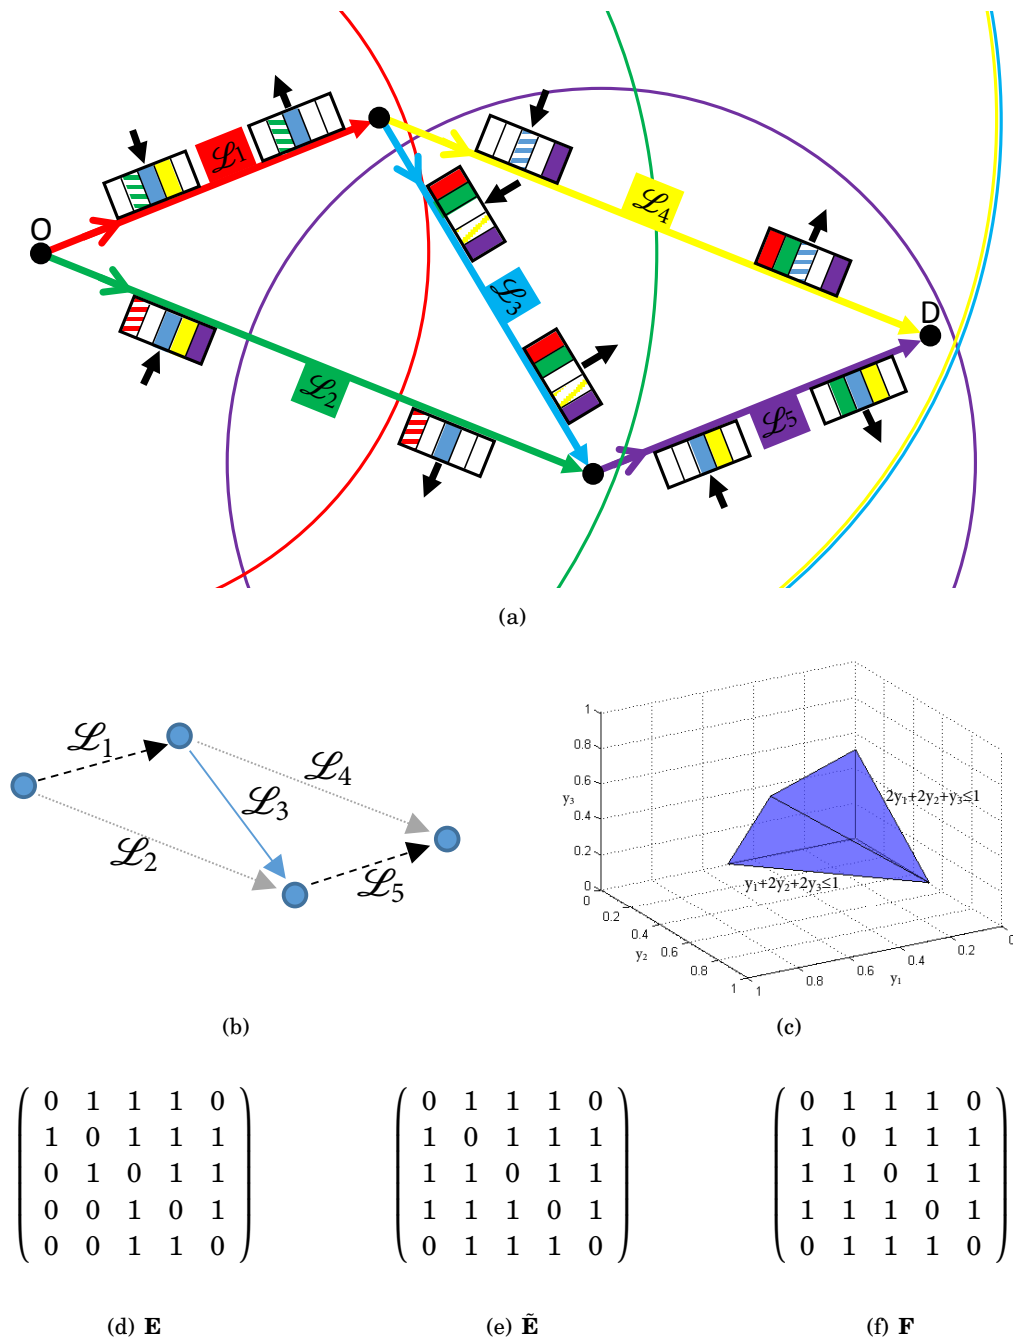 O
ℒ1
ℒ4
ℒ3
D
ℒ2
ℒ5
(a)
ℒ1
ℒ4
ℒ3
ℒ2
ℒ5
(b)
1
0.8
0.6
y3
0.4
0.2
0
0
0.2
0.4
y2
0.6
0.8
1
1
0.8
0.6
y1
0.4
0.2
0
2y1+2y2+y3≤1
y1+2y2+2y3≤1
(c)
0 1 1 1 0
1 0 1 1 1
0 1 0 1 1
0 0 1 0 1
0 0 1 1 0
(d) E
0 1 1 1 0
1 0 1 1 1
1 1 0 1 1
1 1 1 0 1
0 1 1 1 0
(e) Ẽ
0 1 1 1 0
1 0 1 1 1
1 1 0 1 1
1 1 1 0 1
0 1 1 1 0
(f) F